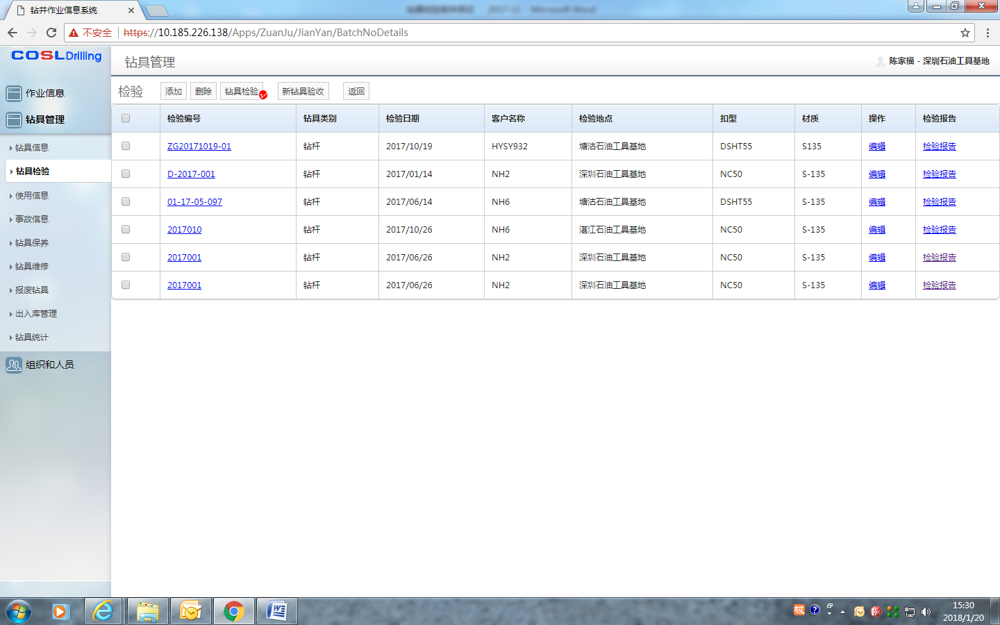 钻井作业信息系统
不安全 https://10.185.226.138/Apps/ZuanJu/JianYan/BatchNoDetails
COSL Drilling
钻具管理
陈家福 - 深圳石油工具基地
作业信息
钻具管理
钻具信息
钻具检验
使用信息
事故信息
钻具保养
钻具维修
报废钻具
出入库管理
钻具统计
组织和人员
检验 添加 删除 钻具检验 新钻具验收 返回
检验编号 钻具类别 检验日期 客户名称 检验地点 扣型 材质 操作 检验报告
ZG20171019-01 钻杆 2017/10/19 HYSY932 塘沽石油工具基地 DSHT55 S135 编辑 检验报告
D-2017-001 钻杆 2017/01/14 NH2 深圳石油工具基地 NC50 S-135 编辑 检验报告
01-17-05-097 钻杆 2017/06/14 NH6 塘沽石油工具基地 DSHT55 S-135 编辑 检验报告
2017010 钻杆 2017/10/26 NH6 湛江石油工具基地 NC50 S-135 编辑 检验报告
2017001 钻杆 2017/06/26 NH2 深圳石油工具基地 NC50 S-135 编辑 检验报告
2017001 钻杆 2017/06/26 NH2 深圳石油工具基地 NC50 S-135 编辑 检验报告
极
15:30
2018/1/20